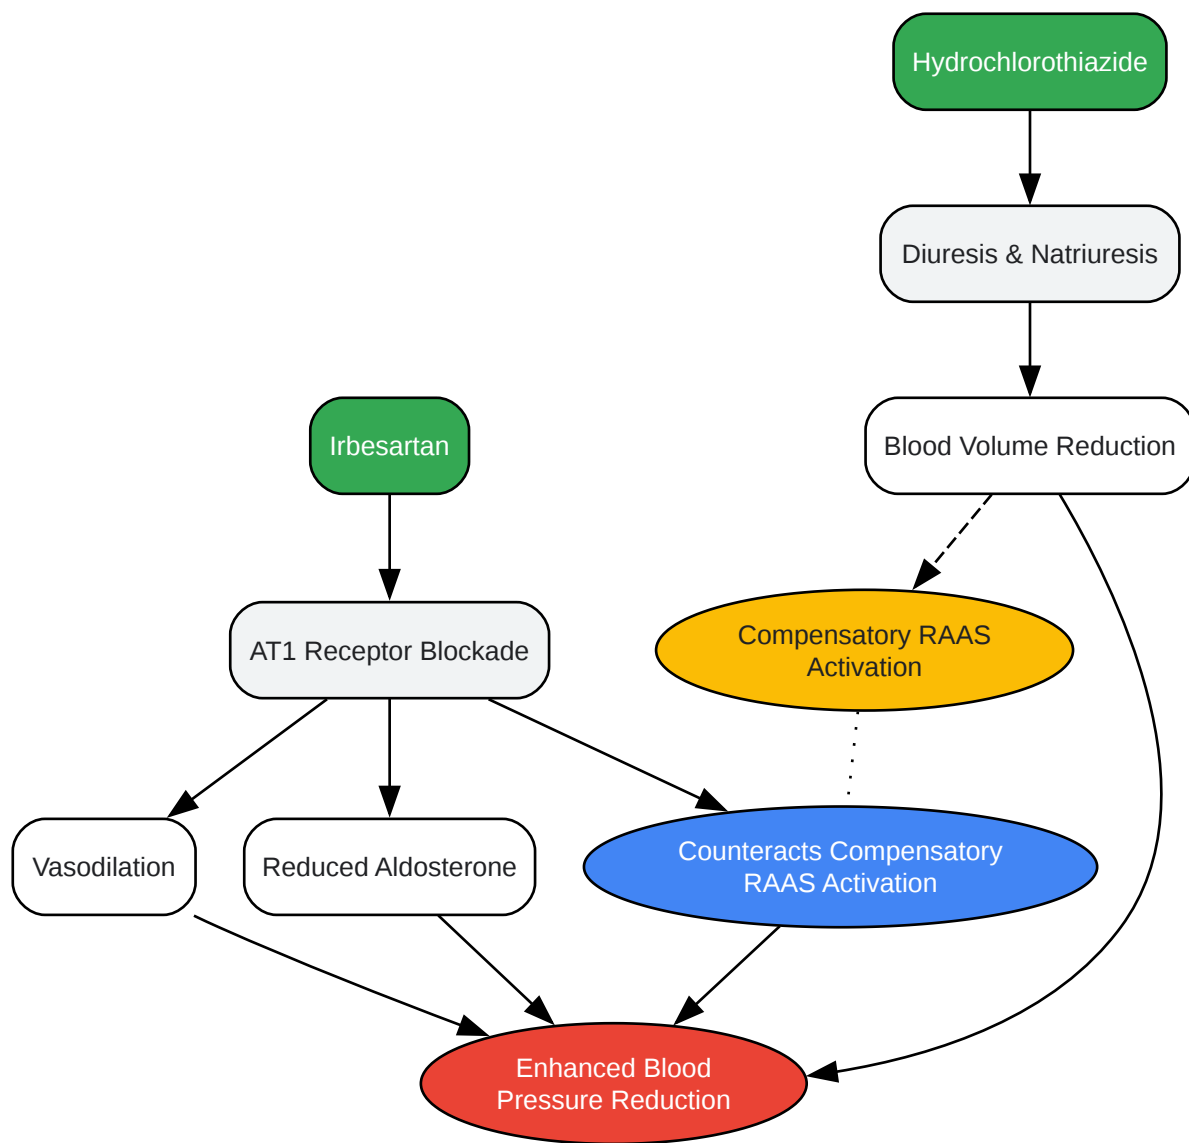 Hydrochlorothiazide
Diuresis & Natriuresis
Blood Volume Reduction
Irbesartan
AT1 Receptor Blockade
Compensatory RAAS
Activation
Vasodilation
Reduced Aldosterone
Counteracts Compensatory
RAAS Activation
Enhanced Blood
Pressure Reduction